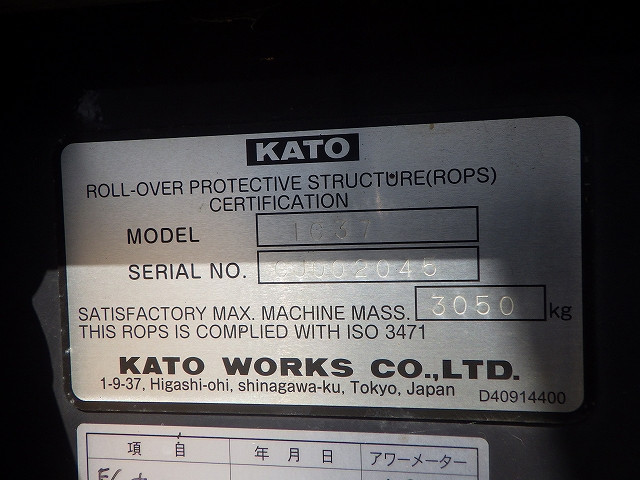 KATO
ROLL-OVER PROTECTIVE STRUCTURE(ROPS)
CERTIFICATION
MODEL 1637
SERIAL NO.
SATISFACTORY MAX. MACHINE MASS. 3050 kg
THIS ROPS IS COMPLIED WITH ISO 3471
KATO WORKS CO.,LTD.
1-9-37, Higashi-ohi, shinagawa-ku, Tokyo, Japan
D40914400
項目 年月日 アワーメーター